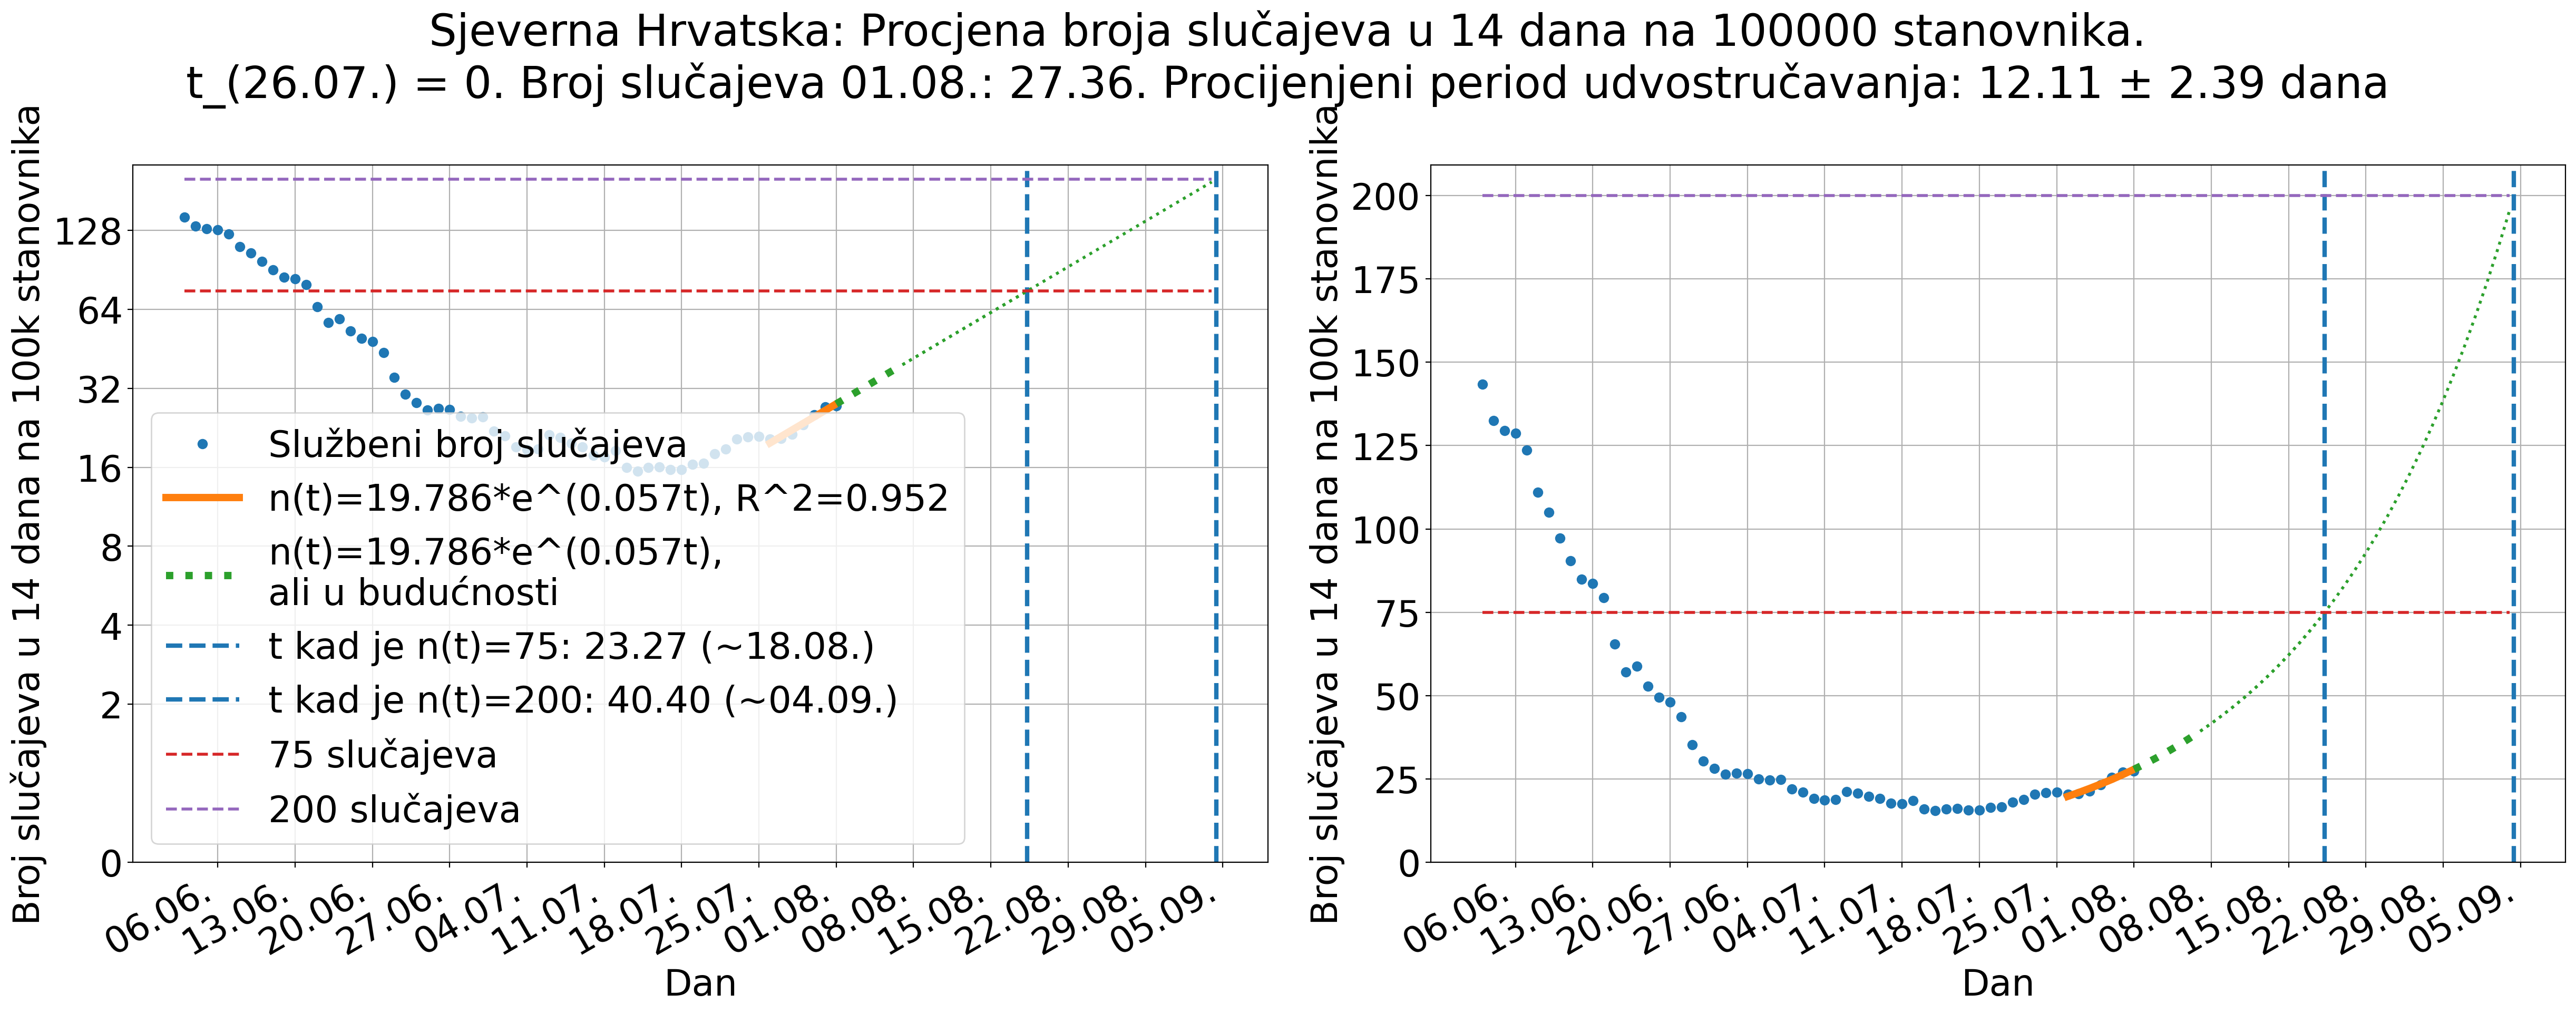 Sjeverna Hrvatska: Procjena broja slučajeva u 14 dana na 100000 stanovnika.
t_(26.07.) = 0. Broj slučajeva 01.08.: 27.36. Procijenjeni period udvostručavanja: 12.11 ± 2.39 dana
Broj slučajeva u 14 dana na 100k stanovnika
128
64
32
16
8
4
2
0
Službeni broj slučajeva
n(t)=19.786*e^(0.057t), R^2=0.952
n(t)=19.786*e^(0.057t),
ali u budućnosti
t kad je n(t)=75: 23.27 (~18.08.)
t kad je n(t)=200: 40.40 (~04.09.)
75 slučajeva
200 slučajeva
06.06. 13.06. 20.06. 27.06. 04.07. 11.07. 18.07. 25.07. 01.08. 08.08. 15.08. 22.08. 29.08. 05.09.
Dan
Broj slučajeva u 14 dana na 100k stanovnika
200
175
150
125
100
75
50
25
0
06.06. 13.06. 20.06. 27.06. 04.07. 11.07. 18.07. 25.07. 01.08. 08.08. 15.08. 22.08. 29.08. 05.09.
Dan